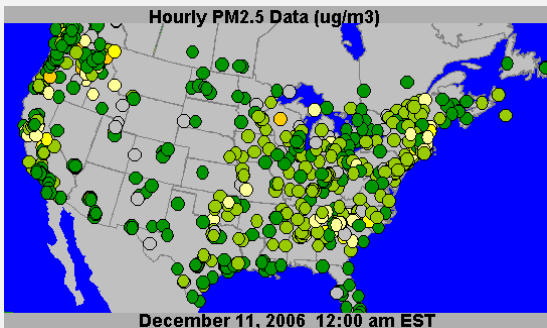 Hourly PM2.5 Data (ug/m3)
December 11, 2006 12:00 am EST